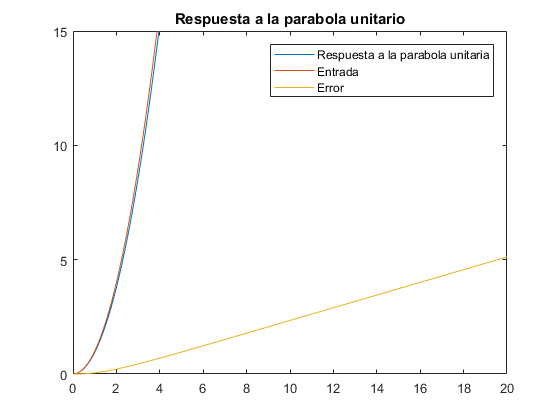 Respuesta a la parabola unitario
Respuesta a la parabola unitaria
Entrada
Error
15
10
5
0
0 2 4 6 8 10 12 14 16 18 20